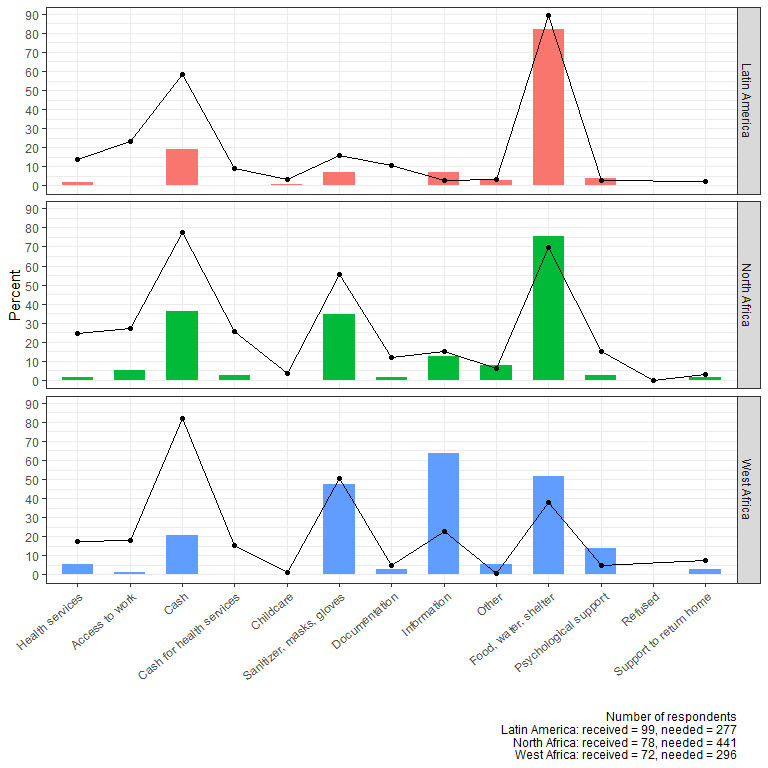 90
80
70
60
50
40
30
20
10
0
Latin America
90
80
70
60
50
40
30
20
10
0
North Africa
Percent
90
80
70
60
50
40
30
20
10
0
West Africa
Health services
Access to work
Cash
Cash for health services
Childcare
Sanitizer, masks, gloves
Documentation
Information
Other
Food, water, shelter
Psychological support
Refused
Support to return home
Number of respondents
Latin America: received = 99, needed = 277
North Africa: received = 78, needed = 441
West Africa: received = 72, needed = 296